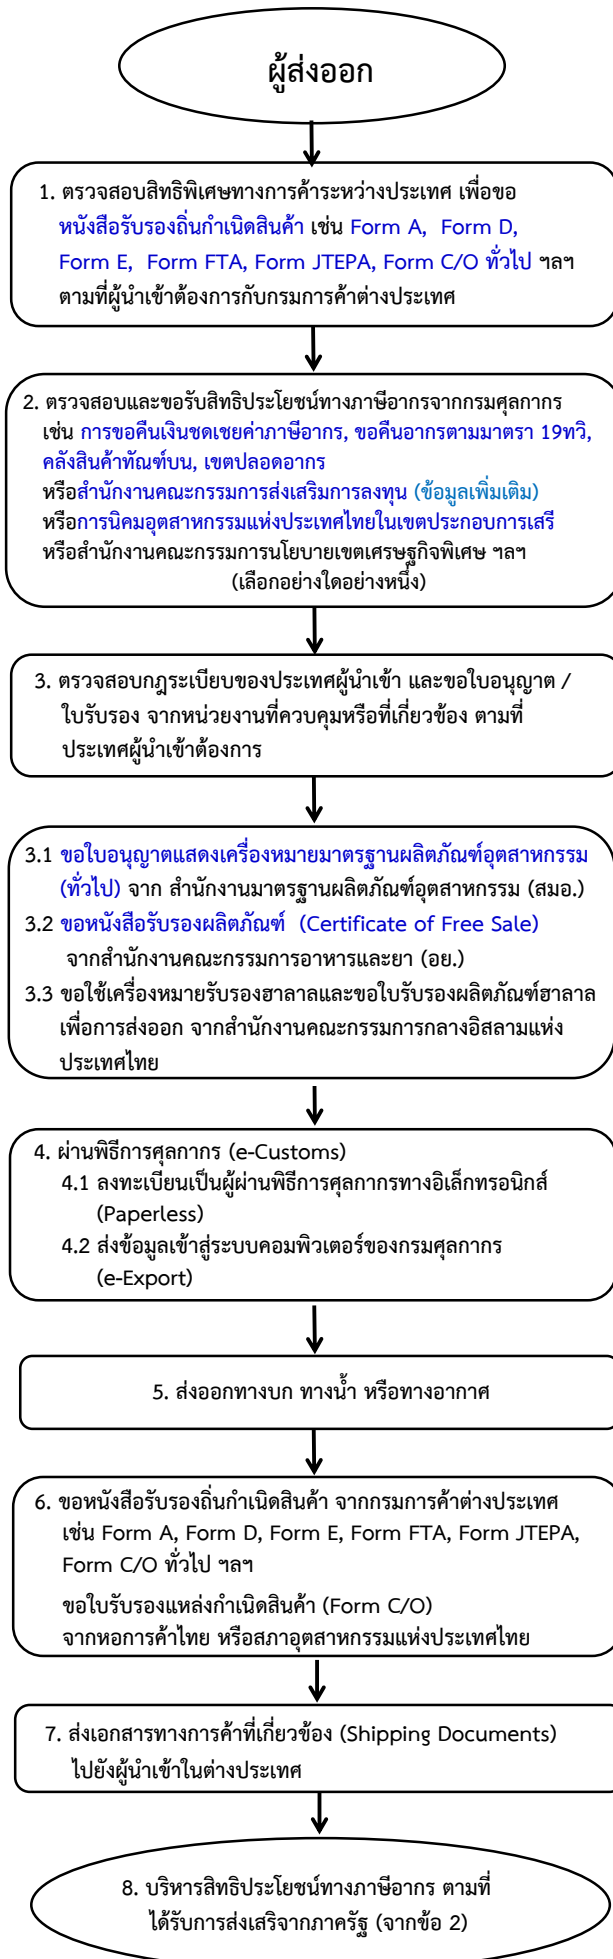 ผู้ส่งออก
1. ตรวจสอบสิทธิพิเศษทางการค้าระหว่างประเทศ เพื่อขอ
หนังสือรับรองถิ่นกำเนิดสินค้า เช่น Form A, Form D,
Form E, Form FTA, Form JTEPA, Form C/O ทั่วไป ฯลฯ
ตามที่ผู้นำเข้าต้องการกับกรมการค้าต่างประเทศ
2. ตรวจสอบและขอรับสิทธิประโยชน์ทางภาษีอากรจากกรมศุลกากร
เช่น การขอคืนเงินชดเชยค่าภาษีอากร, ขอคืนอากรตามมาตรา 19ทวิ,
คลังสินค้าทัณฑ์บน, เขตปลอดอากร
หรือสำนักงานคณะกรรมการส่งเสริมการลงทุน (ข้อมูลเพิ่มเติม)
หรือการนิคมอุตสาหกรรมแห่งประเทศไทยในเขตประกอบการเสรี
หรือสำนักงานคณะกรรมการนโยบายเขตเศรษฐกิจพิเศษ ฯลฯ
(เลือกอย่างใดอย่างหนึ่ง)
3. ตรวจสอบกฎระเบียบของประเทศผู้นำเข้า และขอใบอนุญาต /
ใบรับรอง จากหน่วยงานที่ควบคุมหรือที่เกี่ยวข้อง ตามที่
ประเทศผู้นำเข้าต้องการ
3.1 ขอใบอนุญาตแสดงเครื่องหมายมาตรฐานผลิตภัณฑ์อุตสาหกรรม
(ทั่วไป) จาก สำนักงานมาตรฐานผลิตภัณฑ์อุตสาหกรรม (สมอ.)
3.2 ขอหนังสือรับรองผลิตภัณฑ์ (Certificate of Free Sale)
จากสำนักงานคณะกรรมการอาหารและยา (อย.)
3.3 ขอใช้เครื่องหมายรับรองฮาลาลและขอใบรับรองผลิตภัณฑ์ฮาลาล
เพื่อการส่งออก จากสำนักงานคณะกรรมการกลางอิสลามแห่ง
ประเทศไทย
4. ผ่านพิธีการศุลกากร (e-Customs)
4.1 ลงทะเบียนเป็นผู้ผ่านพิธีการศุลกากรทางอิเล็กทรอนิกส์
(Paperless)
4.2 ส่งข้อมูลเข้าสู่ระบบคอมพิวเตอร์ของกรมศุลกากร
(e-Export)
5. ส่งออกทางบก ทางน้ำ หรือทางอากาศ
6. ขอหนังสือรับรองถิ่นกำเนิดสินค้า จากกรมการค้าต่างประเทศ
เช่น Form A, Form D, Form E, Form FTA, Form JTEPA,
Form C/O ทั่วไป ฯลฯ
ขอใบรับรองแหล่งกำเนิดสินค้า (Form C/O)
จากหอการค้าไทย หรือสภาอุตสาหกรรมแห่งประเทศไทย
7. ส่งเอกสารทางการค้าที่เกี่ยวข้อง (Shipping Documents)
ไปยังผู้นำเข้าในต่างประเทศ
8. บริหารสิทธิประโยชน์ทางภาษีอากร ตามที่
ได้รับการส่งเสริจากภาครัฐ (จากข้อ 2)